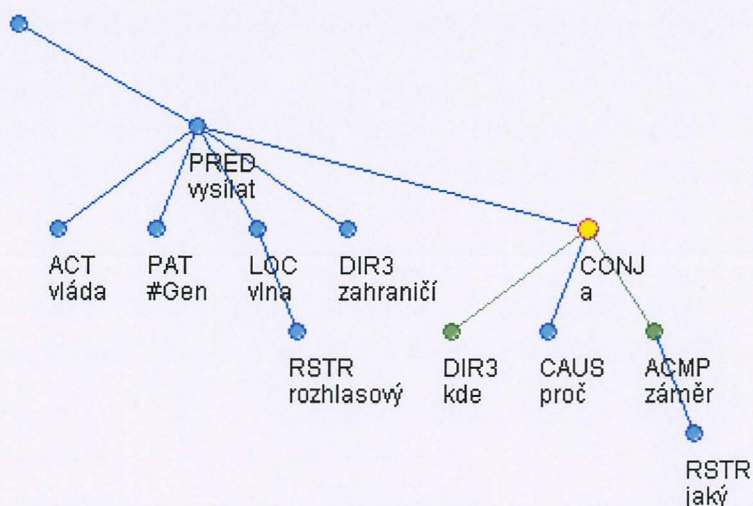 PRED
vysílat
ACT
vláda
PAT
#Gen
LOC
vlna
DIR3
zahraničí
CONJ
a
RSTR
rozhlasový
DIR3
kde
CAUS
proč
ACMP
záměr
RSTR
jaký